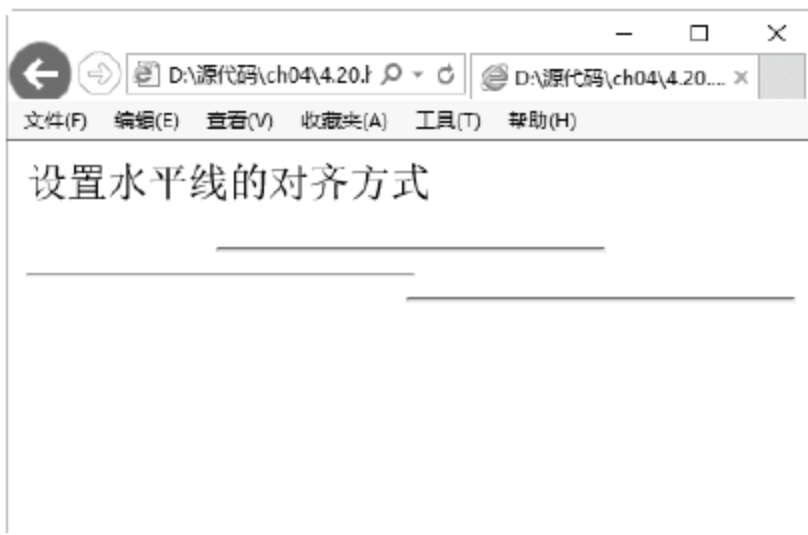 D:\源代码\ch04\4.20.h
D:\源代码\ch04\4.20....
文件(F) 编辑(E) 查看(V) 收藏夹(A) 工具(T) 帮助(H)
设置水平线的对齐方式